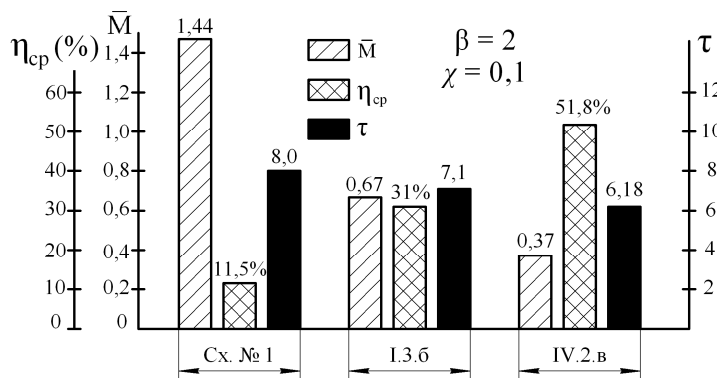 η_ср (%)
M̄
τ
60
50
40
30
20
10
0
1,4
1,2
1,0
0,8
0,6
0,4
0,2
0
1,44
11,5%
8,0
M̄
η_ср
τ
β = 2
χ = 0,1
0,67
31%
7,1
0,37
51,8%
6,18
12
10
8
6
4
2
Сх. № 1
I.3.б
IV.2.в